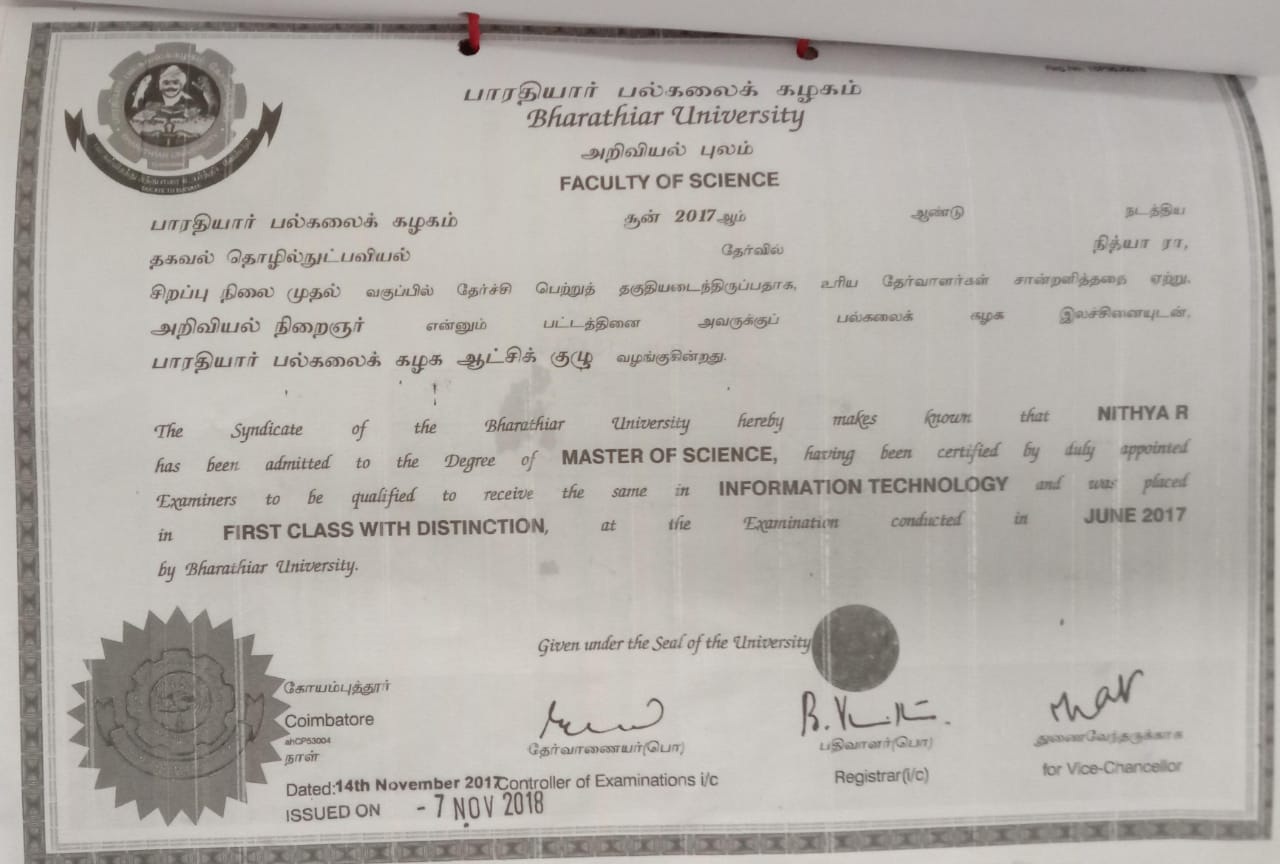 பாரதியார் பல்கலைக் கழகம்
Bharathiar University
அறிவியல் புலம்
FACULTY OF SCIENCE
பாரதியார் பல்கலைக் கழகம் சூன் 2017ஆம் ஆண்டு நடத்திய
தகவல் தொழில்நுட்பவியல் தேர்வில் நித்யா ரா,
சிறப்பு நிலை முதல் வகுப்பில் தேர்ச்சி பெற்றுத் தகுதியடைந்திருப்பதாக, உரிய தேர்வாளர்கள் சான்றளித்ததை ஏற்று,
அறிவியல் நிறைஞர் என்னும் பட்டத்தினை அவருக்குப் பல்கலைக் கழக இலச்சினையுடன்,
பாரதியார் பல்கலைக் கழக ஆட்சிக் குழு வழங்குகின்றது.
The Syndicate of the Bharathiar University hereby makes known that NITHYA R
has been admitted to the Degree of MASTER OF SCIENCE, having been certified by duly appointed
Examiners to be qualified to receive the same in INFORMATION TECHNOLOGY and was placed
in FIRST CLASS WITH DISTINCTION, at the Examination conducted in JUNE 2017
by Bharathiar University.
Given under the Seal of the University
கோயம்புத்தூர்
Coimbatore
ahCP53004
நாள்
Dated:14th November 2017
ISSUED ON - 7 NOV 2018
தேர்வாணையர்(பொ)
Controller of Examinations i/c
பதிவாளர்(பொ)
Registrar(i/c)
துணைவேந்தருக்காக
for Vice-Chancellor